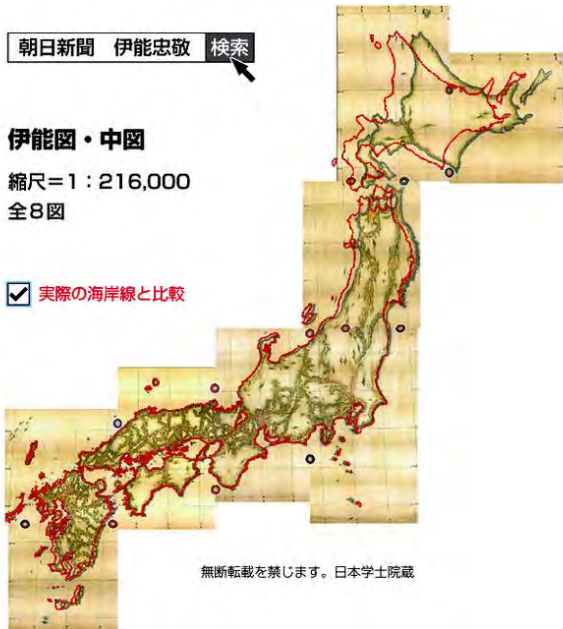 朝日新聞 伊能忠敬 検索
伊能図・中図
縮尺=1:216,000
全8図
実際の海岸線と比較
無断転載を禁じます。日本学士院蔵